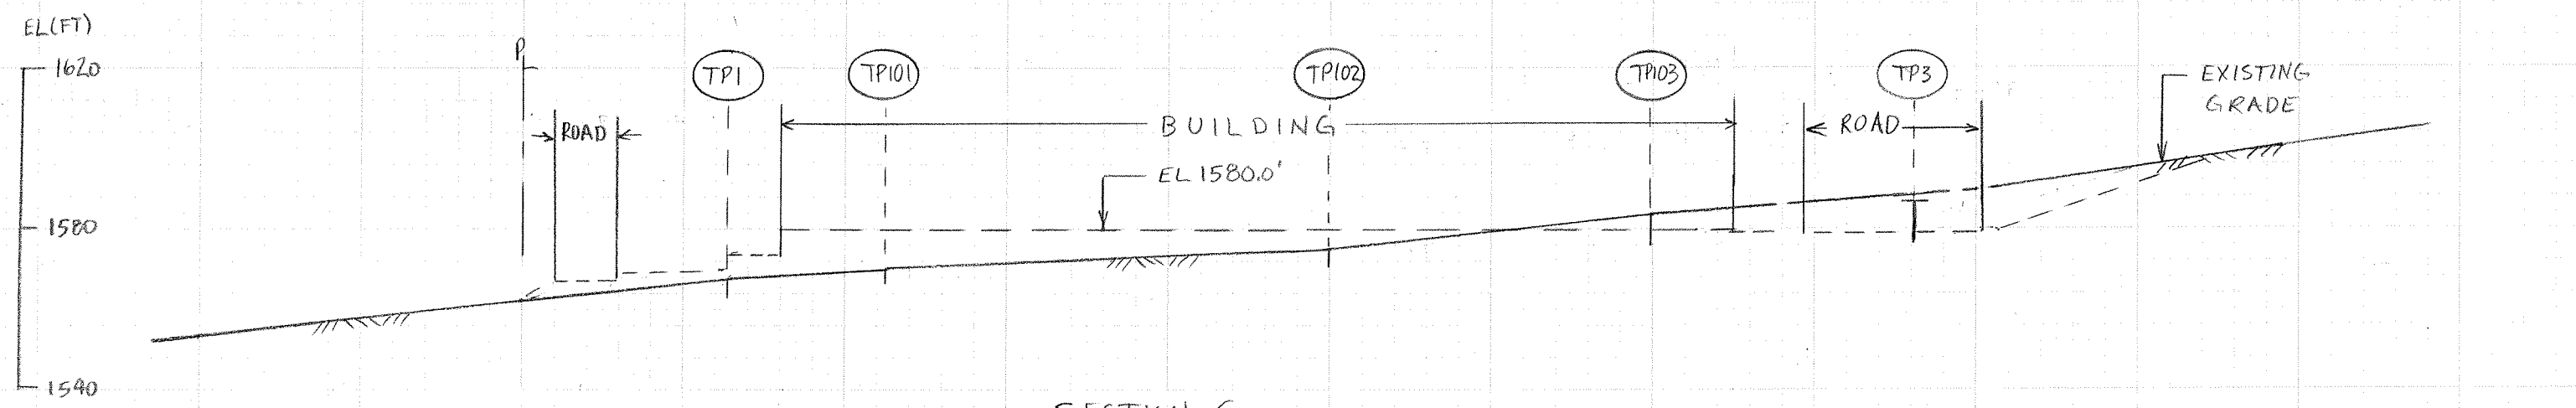 EL(FT)
1620
P
TP1
TP101
TP102
TP103
TP3
EXISTING
GRADE
ROAD
BUILDING
ROAD
EL 1580.0'
1580
1540